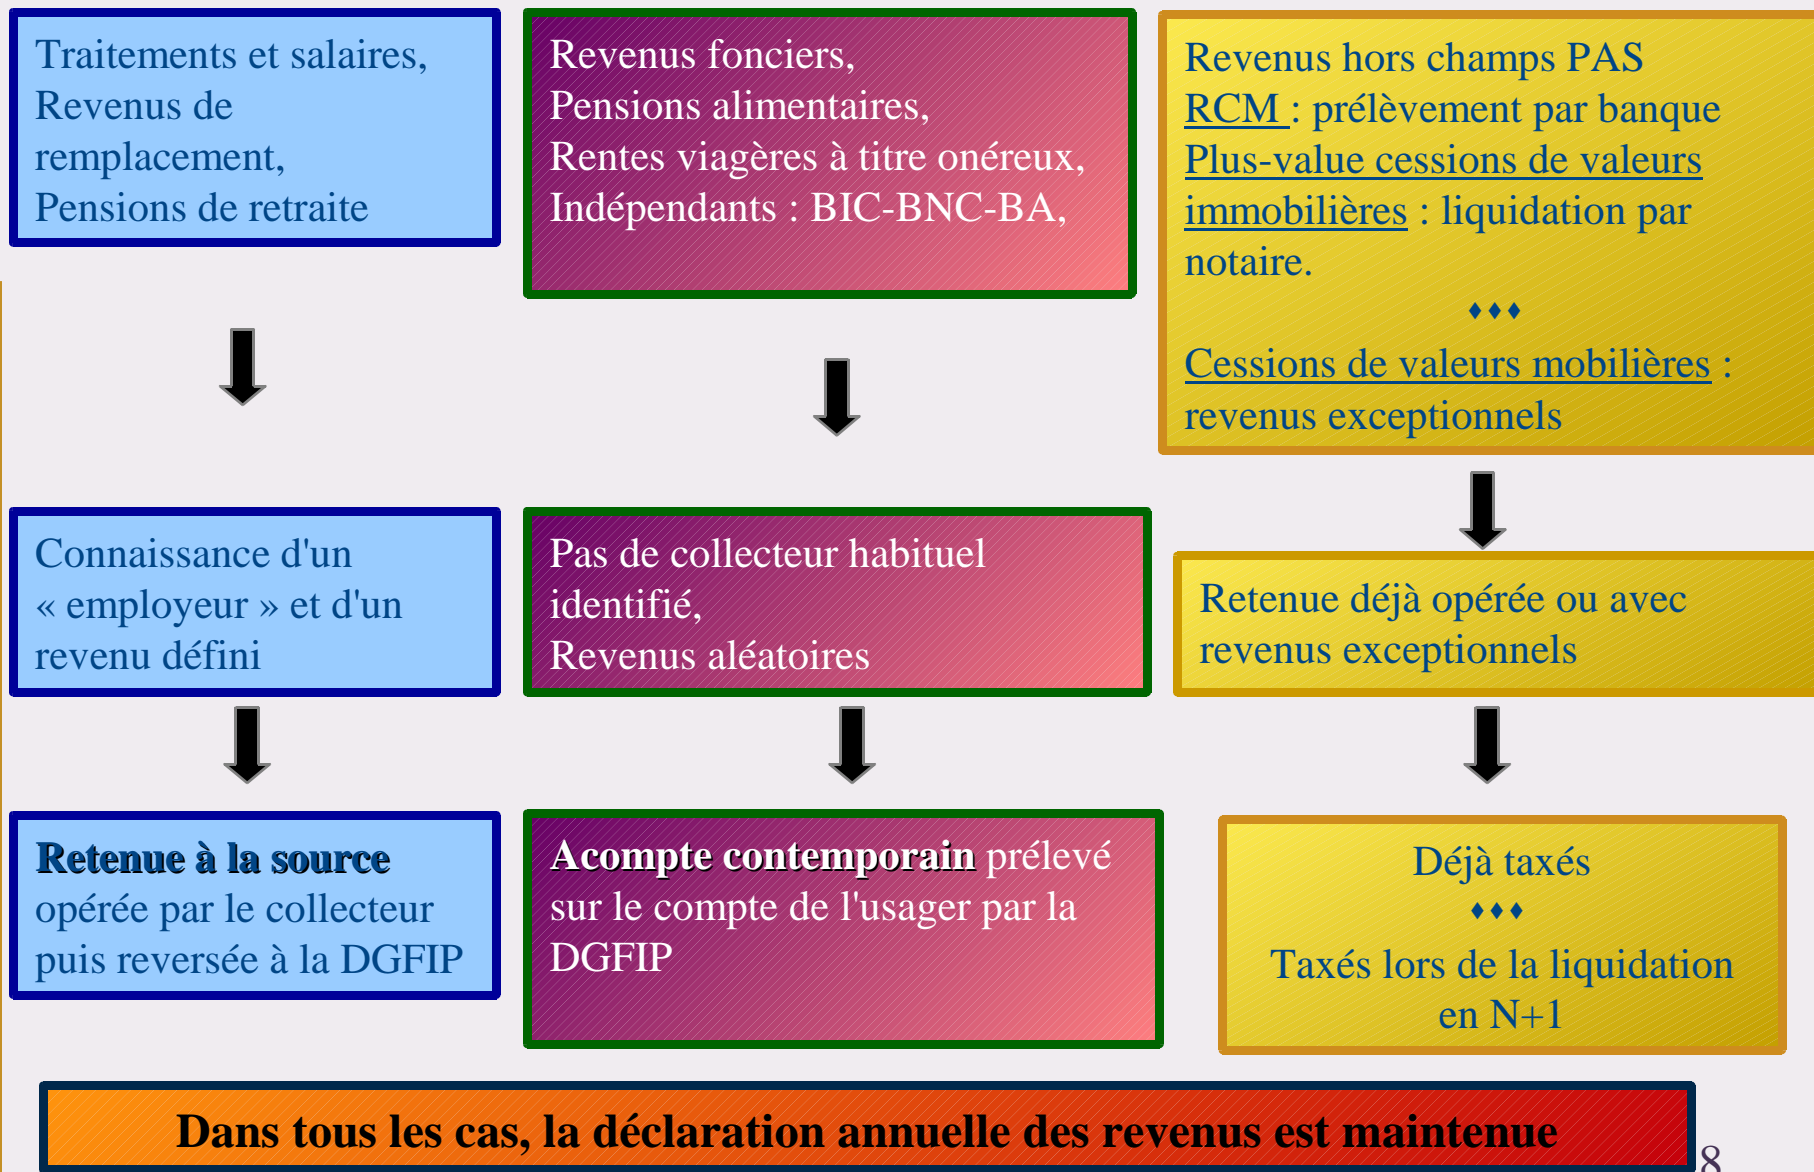 Traitements et salaires,
Revenus de
remplacement,
Pensions de retraite
Revenus fonciers,
Pensions alimentaires,
Rentes viagères à titre onéreux,
Indépendants : BIC-BNC-BA,
Revenus hors champs PAS
RCM : prélèvement par banque
Plus-value cessions de valeurs
immobilières : liquidation par
notaire.
♦♦♦
Cessions de valeurs mobilières :
revenus exceptionnels
Connaissance d'un
« employeur » et d'un
revenu défini
Pas de collecteur habituel
identifié,
Revenus aléatoires
Retenue déjà opérée ou avec
revenus exceptionnels
Retenue à la source
opérée par le collecteur
puis reversée à la DGFIP
Acompte contemporain prélevé
sur le compte de l'usager par la
DGFIP
Déjà taxés
♦♦♦
Taxés lors de la liquidation
en N+1
Dans tous les cas, la déclaration annuelle des revenus est maintenue
8